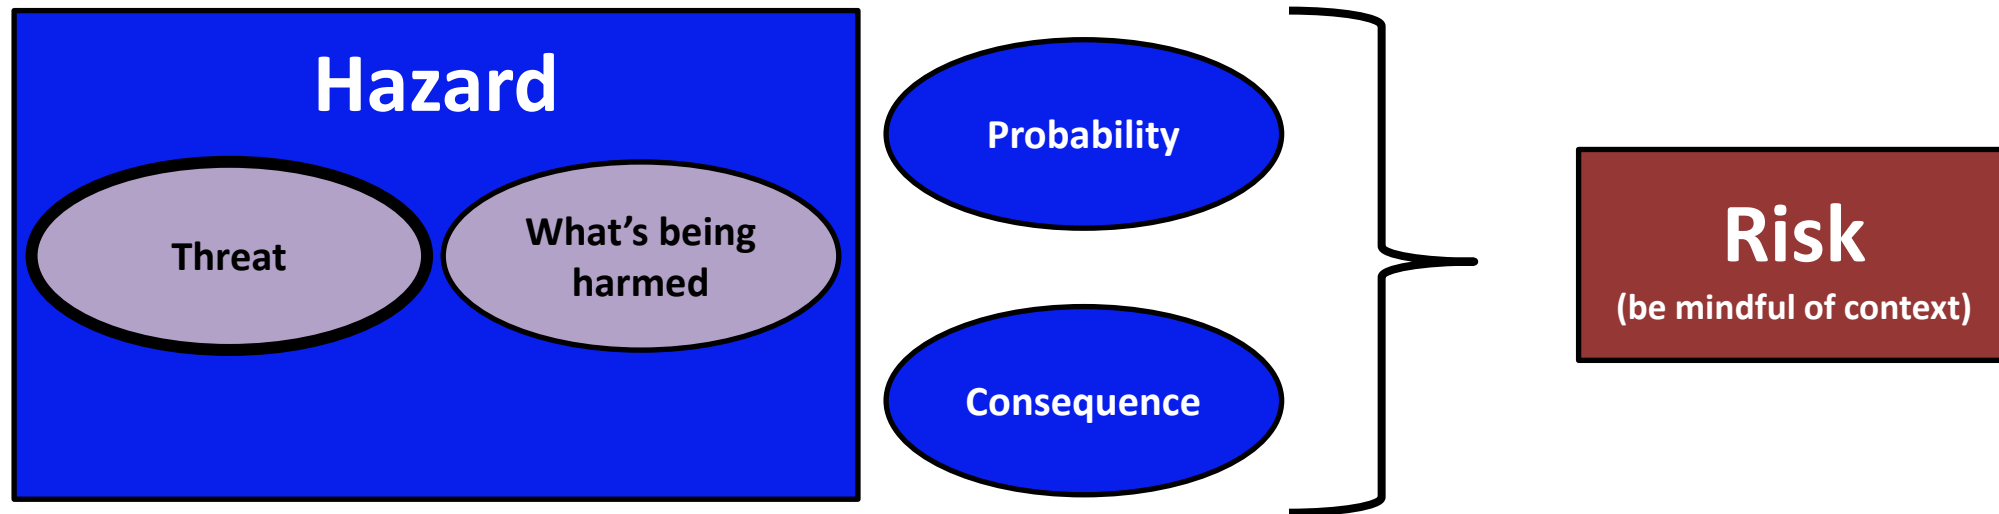 Hazard
Threat
What’s being
harmed
Probability
Consequence
Risk
(be mindful of context)